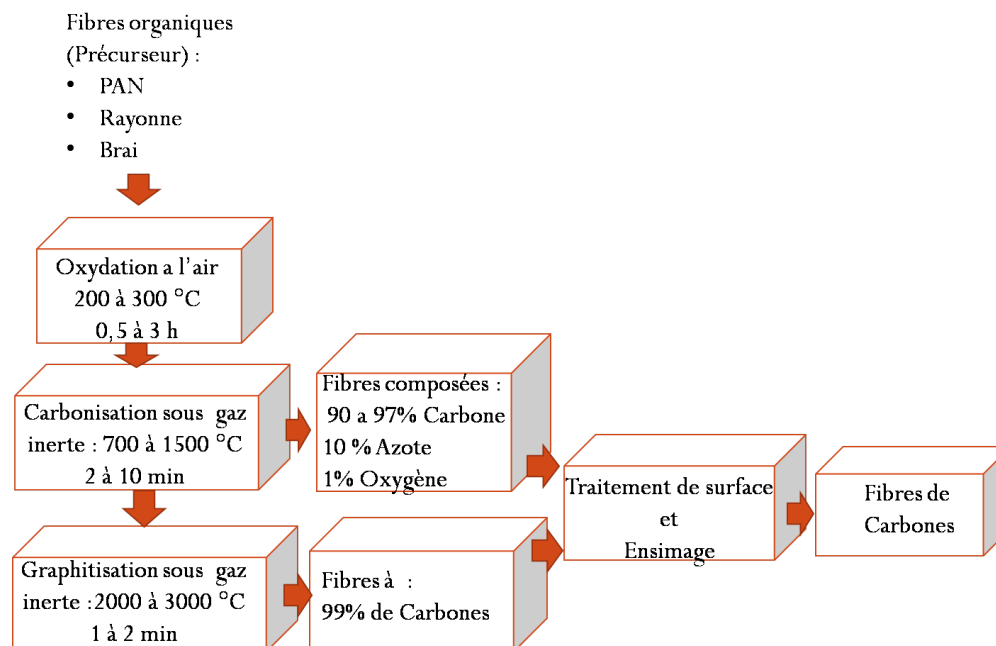 Fibres organiques
(Précurseur) :
• PAN
• Rayonne
• Brai
Oxydation a l'air
200 à 300 °C
0,5 à 3 h
Carbonisation sous gaz
inerte : 700 à 1500 °C
2 à 10 min
Fibres composées :
90 a 97% Carbone
10 % Azote
1% Oxygène
Graphitisation sous gaz
inerte :2000 à 3000 °C
1 à 2 min
Fibres à :
99% de Carbones
Traitement de surface
et
Ensimage
Fibres de
Carbones